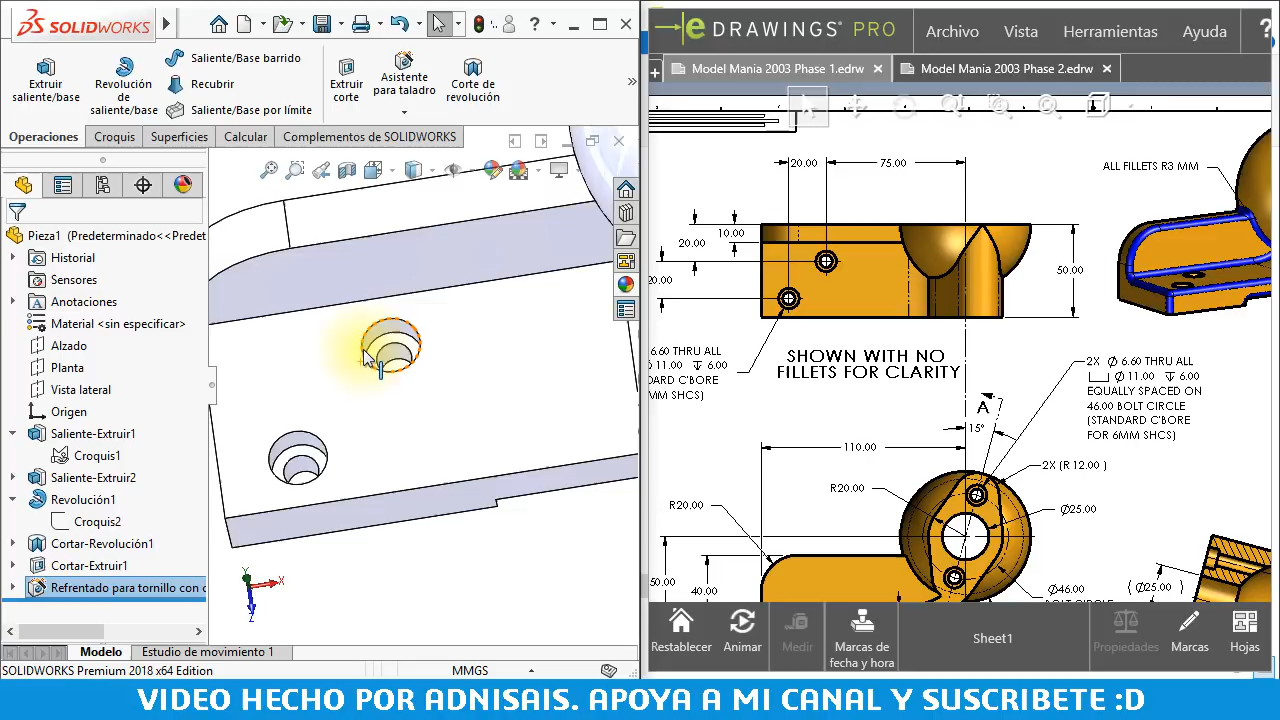 SOLIDWORKS
Extruir saliente/base
Revolución de saliente/base
Saliente/Base barrido
Recubrir
Saliente/Base por límite
Extruir corte
Asistente para taladro
Corte de revolución
Operaciones
Croquis
Superficies
Calcular
Complementos de SOLIDWORKS
Pieza1 (Predeterminado<<Predet
Historial
Sensores
Anotaciones
Material <sin especificar>
Alzado
Planta
Vista lateral
Origen
Saliente-Extruir1
Croquis1
Saliente-Extruir2
Revolución1
Croquis2
Cortar-Revolución1
Cortar-Extruir1
Refrentado para tornillo con c
Y
X
Z
Modelo
Estudio de movimiento 1
SOLIDWORKS Premium 2018 x64 Edition
MMGS
eDRAWINGS® PRO
Archivo
Vista
Herramientas
Ayuda
?
Model Mania 2003 Phase 1.edrw
Model Mania 2003 Phase 2.edrw
20.00
75.00
ALL FILLETS R3 MM
10.00
20.00
20.00
50.00
6.60 THRU ALL
Ø 11.00 ↧ 6.00
DARD C'BORE
MM SHCS)
SHOWN WITH NO
FILLETS FOR CLARITY
2X Ø 6.60 THRU ALL
⌴ Ø 11.00 ↧ 6.00
EQUALLY SPACED ON
46.00 BOLT CIRCLE
(STANDARD C'BORE
FOR 6MM SHCS)
A
15°
110.00
2X (R 12.00 )
R20.00
R20.00
Ø25.00
50.00
40.00
Ø46.00
( Ø25.00 )
Restablecer
Animar
Medir
Marcas de fecha y hora
Sheet1
Propiedades
Marcas
Hojas
VIDEO HECHO POR ADNISAIS. APOYA A MI CANAL Y SUSCRIBETE :D